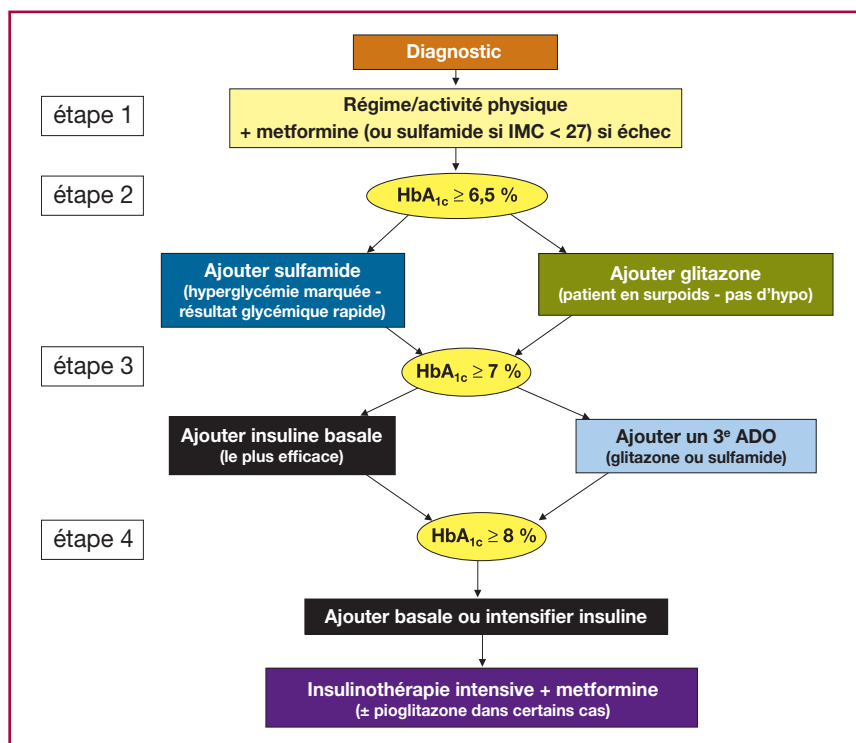 Diagnostic
étape 1
Régime/activité physique
+ metformine (ou sulfamide si IMC < 27) si échec
étape 2
HbA1c ≥ 6,5 %
Ajouter sulfamide
(hyperglycémie marquée -
résultat glycémique rapide)
Ajouter glitazone
(patient en surpoids - pas d’hypo)
étape 3
HbA1c ≥ 7 %
Ajouter insuline basale
(le plus efficace)
Ajouter un 3e ADO
(glitazone ou sulfamide)
étape 4
HbA1c ≥ 8 %
Ajouter basale ou intensifier insuline
Insulinothérapie intensive + metformine
(± pioglitazone dans certains cas)